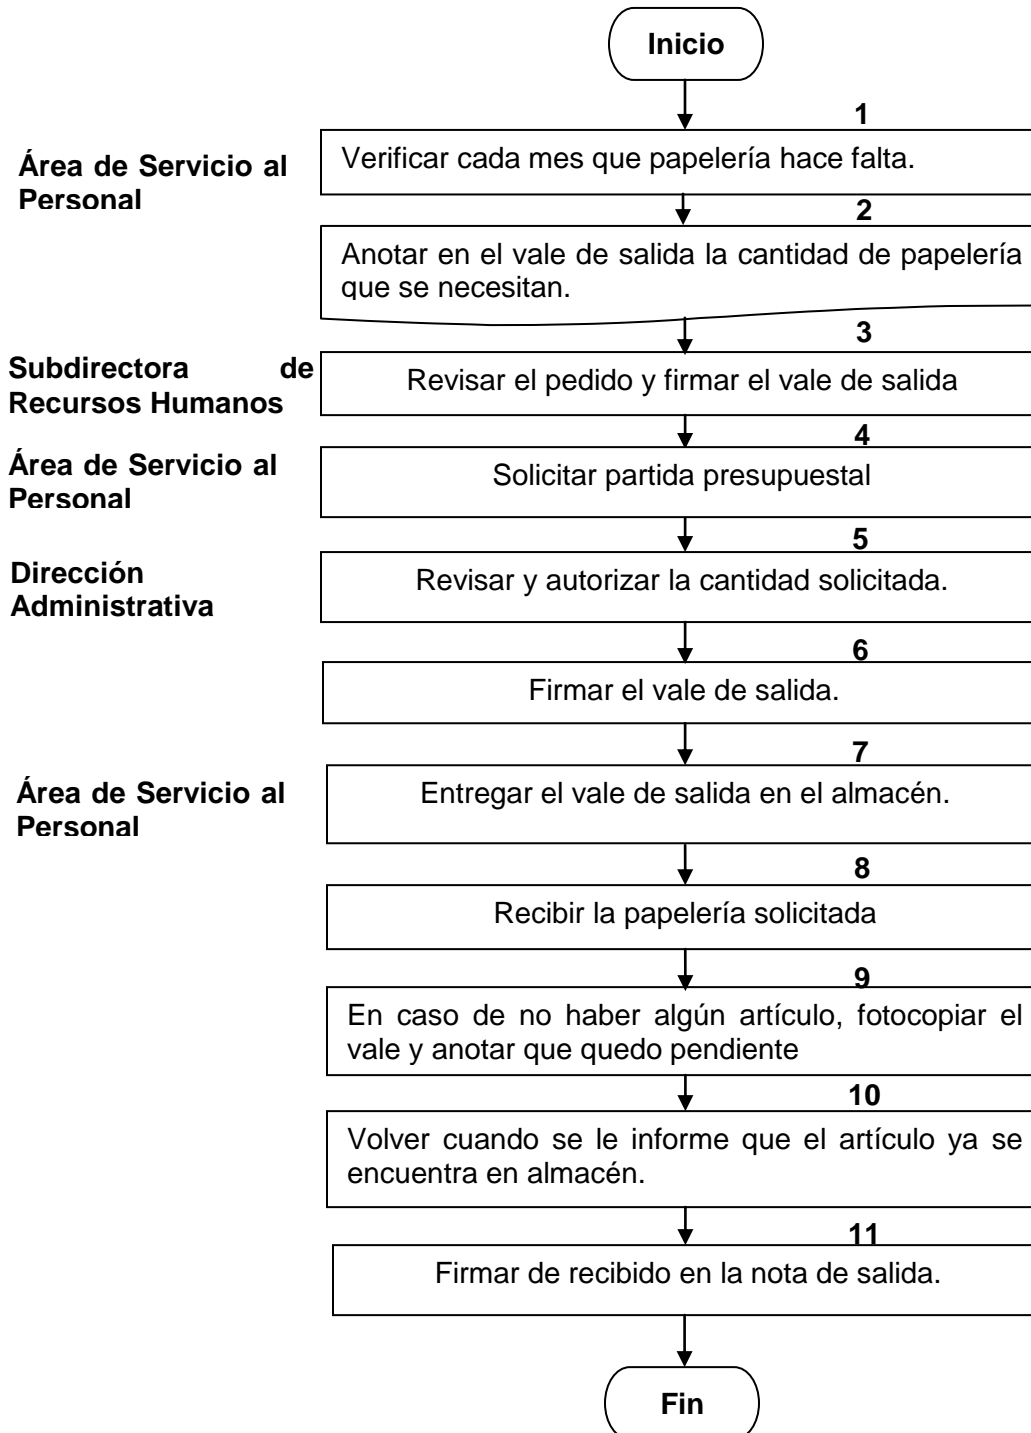 Inicio
1
Área de Servicio al
Personal
Verificar cada mes que papelería hace falta.
2
Anotar en el vale de salida la cantidad de papelería
que se necesitan.
3
Subdirectora de
Recursos Humanos
Revisar el pedido y firmar el vale de salida
4
Área de Servicio al
Personal
Solicitar partida presupuestal
5
Dirección
Administrativa
Revisar y autorizar la cantidad solicitada.
6
Firmar el vale de salida.
7
Área de Servicio al
Personal
Entregar el vale de salida en el almacén.
8
Recibir la papelería solicitada
9
En caso de no haber algún artículo, fotocopiar el
vale y anotar que quedo pendiente
10
Volver cuando se le informe que el artículo ya se
encuentra en almacén.
11
Firmar de recibido en la nota de salida.
Fin